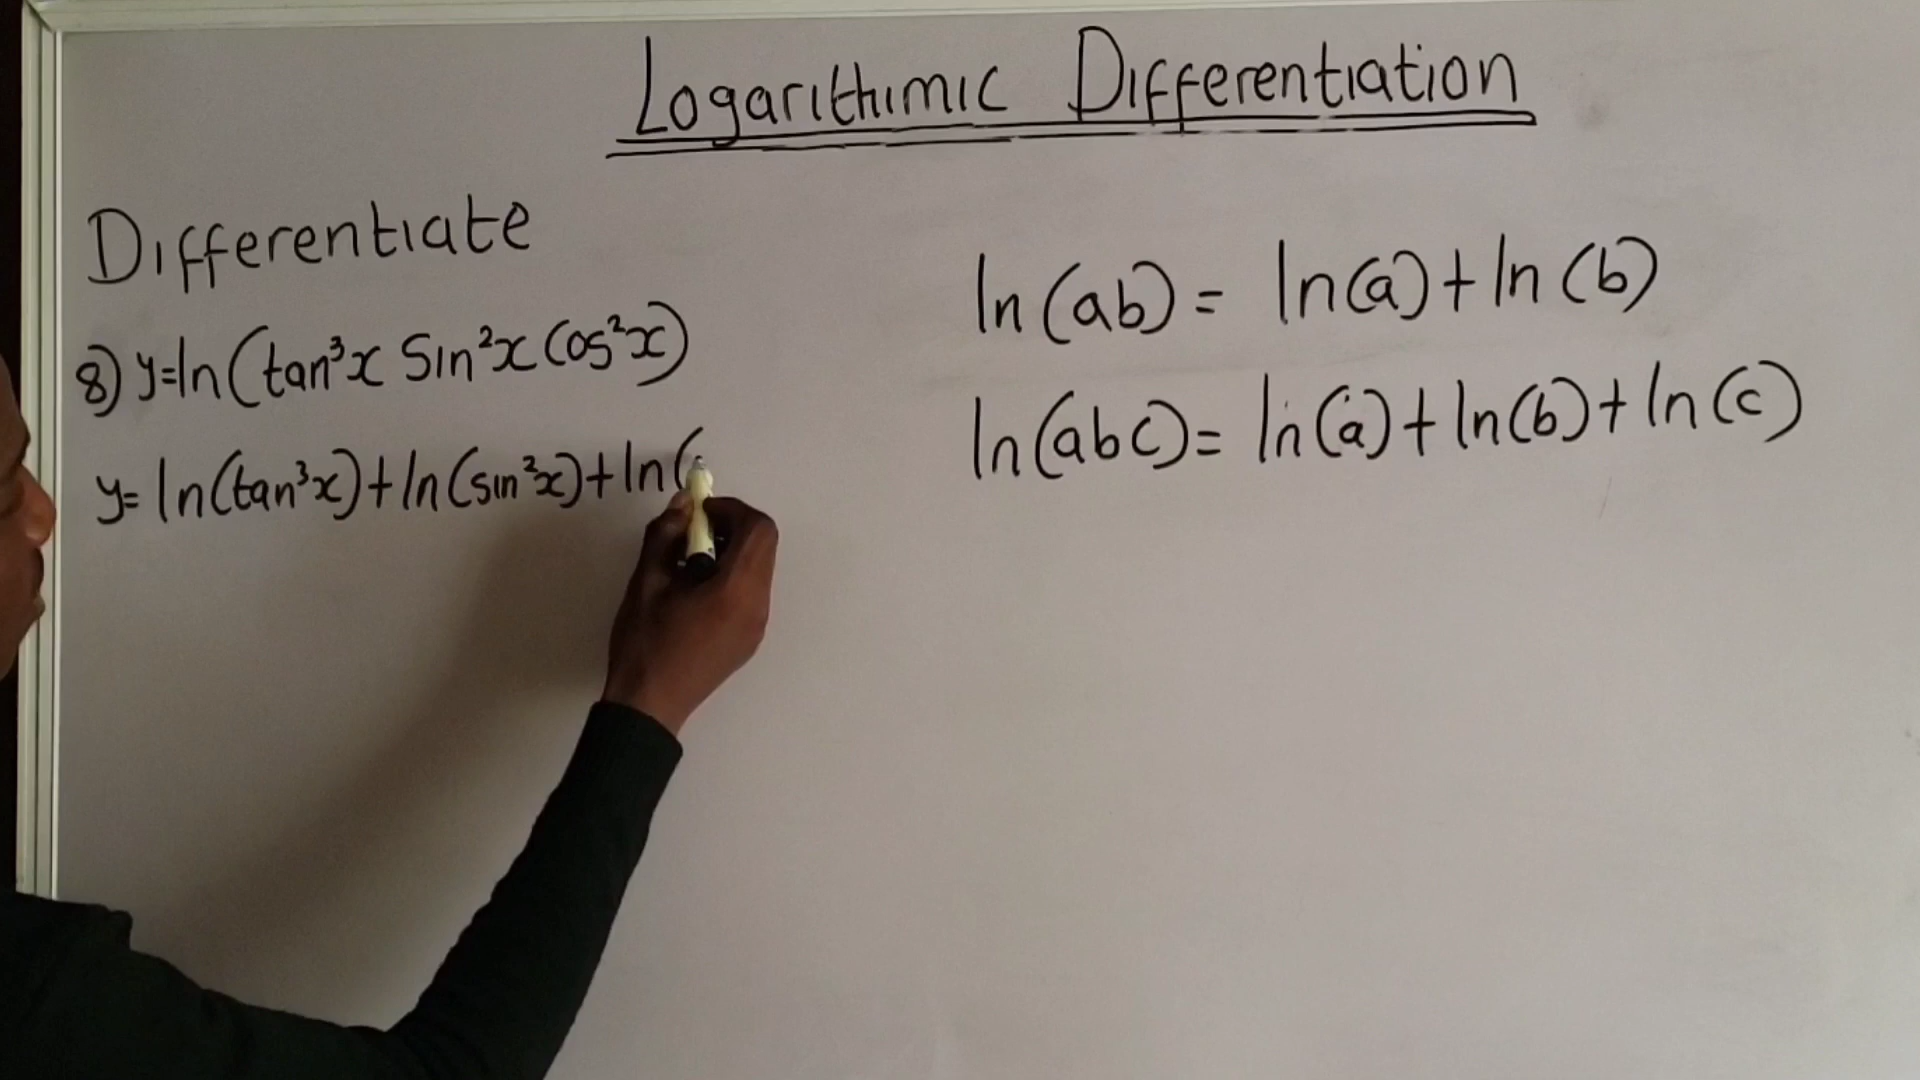 Logarithimic Differentiation
Differentiate
8) y=ln(tan³x Sin²x Cos²x)
y= ln(tan³x)+ln(sin²x)+ln(
ln(ab)= ln(a)+ln(b)
ln(abc)= ln(a)+ln(b)+ln(c)